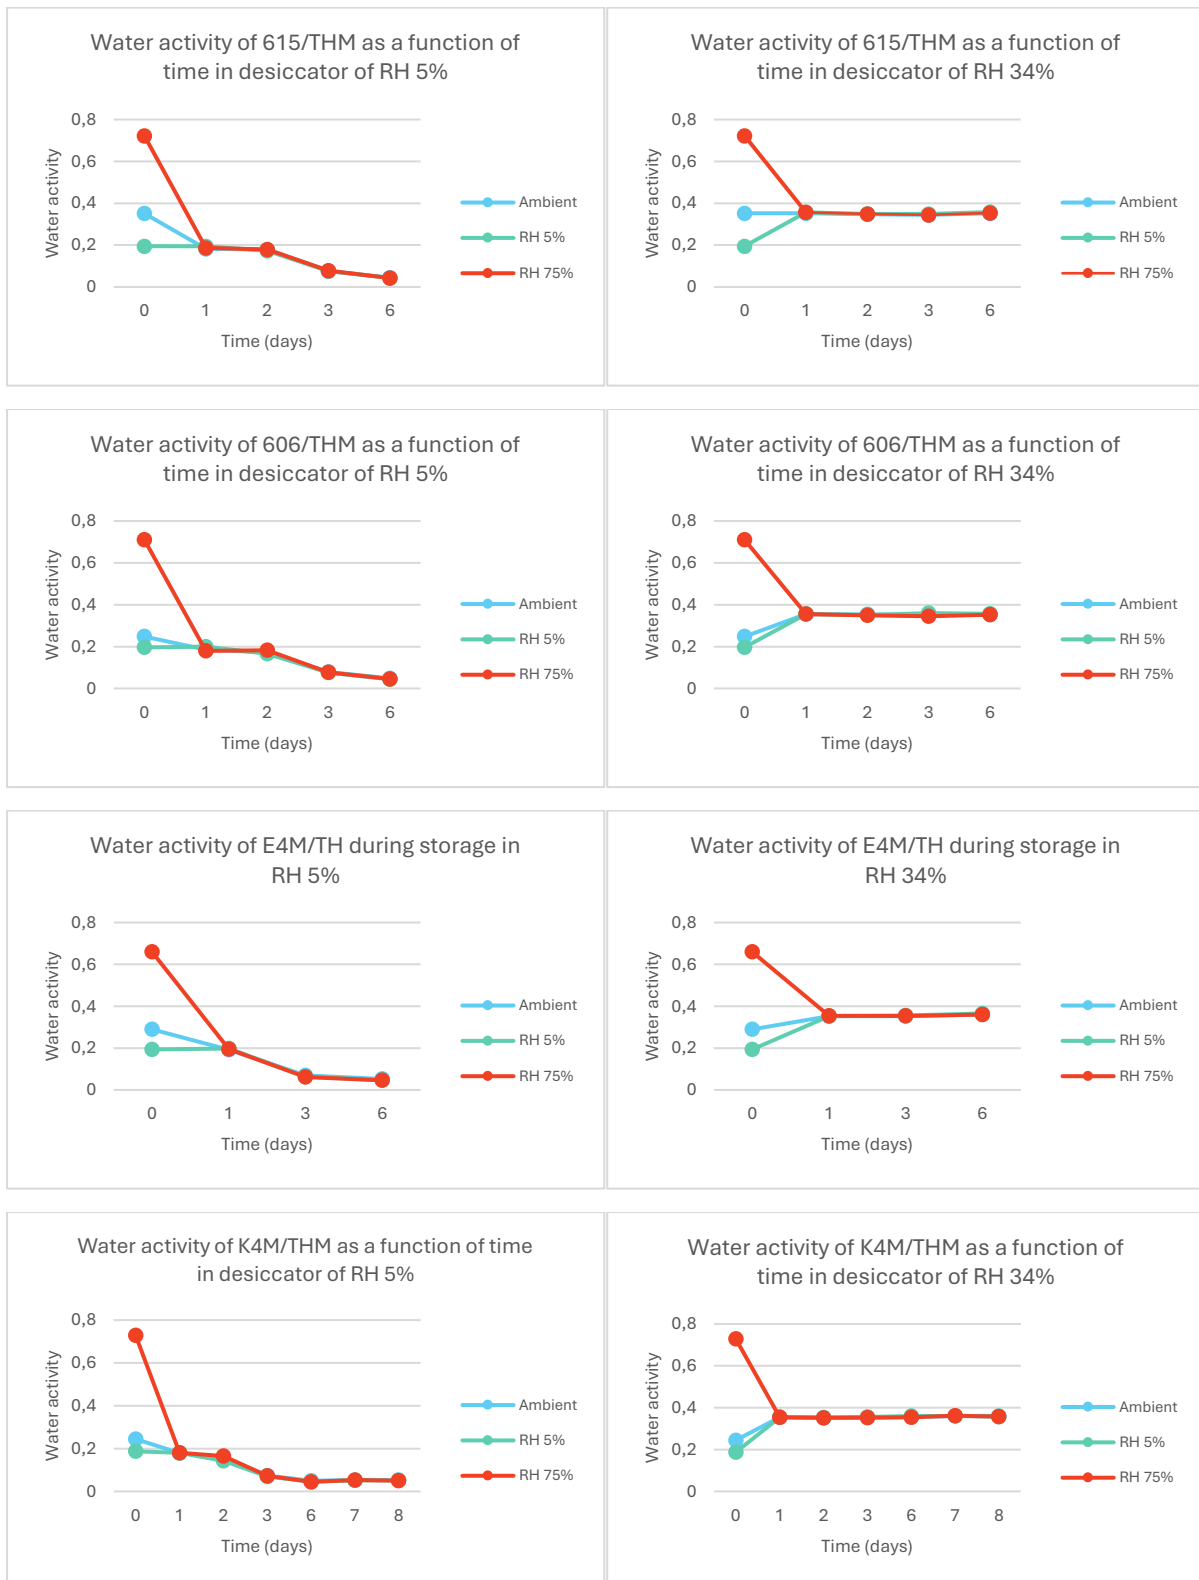 Water activity of 615/THM as a function of
time in desiccator of RH 5%
Water activity
0,8
0,6
0,4
0,2
0
0 1 2 3 6
Time (days)
Ambient
RH 5%
RH 75%
Water activity of 615/THM as a function of
time in desiccator of RH 34%
Water activity
0,8
0,6
0,4
0,2
0
0 1 2 3 6
Time (days)
Ambient
RH 5%
RH 75%
Water activity of 606/THM as a function of
time in desiccator of RH 5%
Water activity
0,8
0,6
0,4
0,2
0
0 1 2 3 6
Time (days)
Ambient
RH 5%
RH 75%
Water activity of 606/THM as a function of
time in desiccator of RH 34%
Water activity
0,8
0,6
0,4
0,2
0
0 1 2 3 6
Time (days)
Ambient
RH 5%
RH 75%
Water activity of E4M/TH during storage in
RH 5%
Water activity
0,8
0,6
0,4
0,2
0
0 1 3 6
Time (days)
Ambient
RH 5%
RH 75%
Water activity of E4M/TH during storage in
RH 34%
Water activity
0,8
0,6
0,4
0,2
0
0 1 3 6
Time (days)
Ambient
RH 5%
RH 75%
Water activity of K4M/THM as a function of time
in desiccator of RH 5%
Water activity
0,8
0,6
0,4
0,2
0
0 1 2 3 6 7 8
Time (days)
Ambient
RH 5%
RH 75%
Water activity of K4M/THM as a function of
time in desiccator of RH 34%
Water activity
0,8
0,6
0,4
0,2
0
0 1 2 3 6 7 8
Time (days)
Ambient
RH 5%
RH 75%